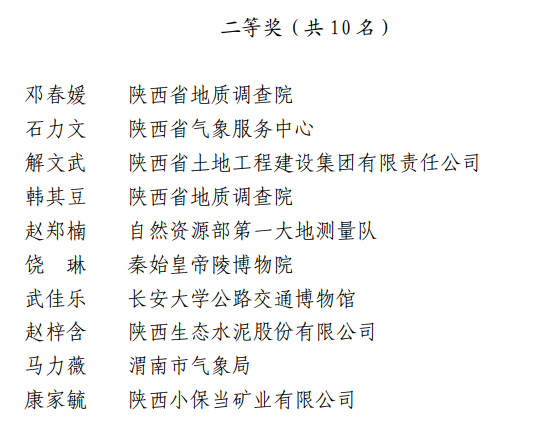 二等奖（共10名）
邓春媛 陕西省地质调查院
石力文 陕西省气象服务中心
解文武 陕西省土地工程建设集团有限责任公司
韩其豆 陕西省地质调查院
赵郑楠 自然资源部第一大地测量队
饶　琳 秦始皇帝陵博物院
武佳乐 长安大学公路交通博物馆
赵梓含 陕西生态水泥股份有限公司
马力薇 渭南市气象局
康家毓 陕西小保当矿业有限公司